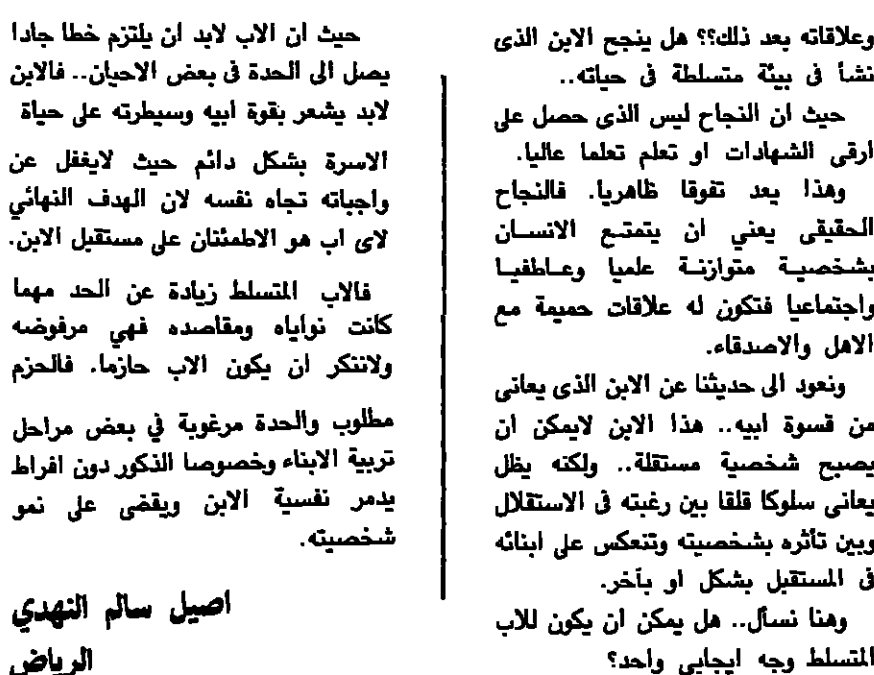 وعلاقاته بعد ذلك؟؟ هل ينجح الابن الذى
نشأ فى بيئة متسلطة فى حياته..
حيث ان النجاح ليس الذى حصل على
ارقى الشهادات او تعلم تعلما عاليا.
وهذا يعد تفوقا ظاهريا. فالنجاح
الحقيقى يعني ان يتمتع الانسان
بشخصية متوازنة علميا وعاطفيا
واجتماعيا فتكون له علاقات حميمة مع
الاهل والاصدقاء.
ونعود الى حديثنا عن الابن الذى يعانى
من قسوة ابيه.. هذا الابن لايمكن ان
يصبح شخصية مستقلة.. ولكنه يظل
يعانى سلوكا قلقا بين رغبته فى الاستقلال
وبين تأثره بشخصيته وتنعكس على ابنائه
فى المستقبل بشكل او بآخر.
وهنا نسأل.. هل يمكن ان يكون للاب
المتسلط وجه ايجابى واحد؟
حيث ان الاب لابد ان يلتزم خطا جادا
يصل الى الحدة فى بعض الاحيان.. فالابن
لابد يشعر بقوة ابيه وسيطرته على حياة
الاسرة بشكل دائم حيث لايغفل عن
واجباته تجاه نفسه لان الهدف النهائي
لاى اب هو الاطمئنان على مستقبل الابن.
فالاب المتسلط زيادة عن الحد مهما
كانت نواياه ومقاصده فهي مرفوضه
ولاننكر ان يكون الاب حازما. فالحزم
مطلوب والحدة مرغوبة في بعض مراحل
تربية الابناء وخصوصا الذكور دون افراط
يدمر نفسية الابن ويقضى على نمو
شخصيته.
اصيل سالم النهدي
الرياض